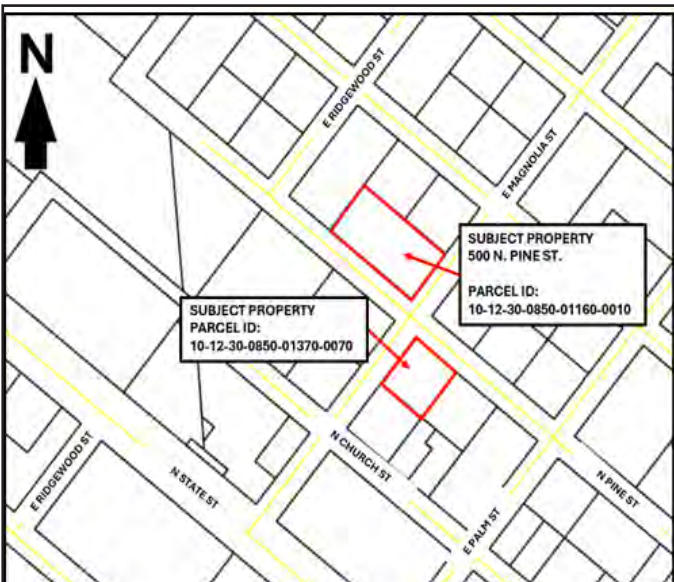 N
E RIDGEWOOD ST
E MAGNOLIA ST
SUBJECT PROPERTY
500 N. PINE ST.
PARCEL ID:
10-12-30-0850-01160-0010
SUBJECT PROPERTY
PARCEL ID:
10-12-30-0850-01370-0070
E RIDGEWOOD ST
N STATE ST
N CHURCH ST
E PALM ST
N PINE ST